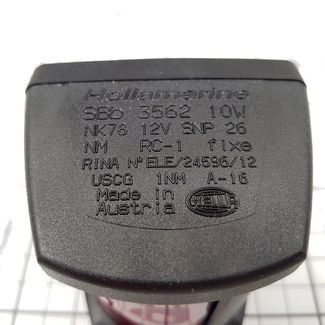 Hellamarine
SBb 3562 10W
NK78 12V SNP 26
NM RC-1 fixe
RINA N°ELE/24596/12
USCG 1NM A-16
Made in
Austria
HELLA